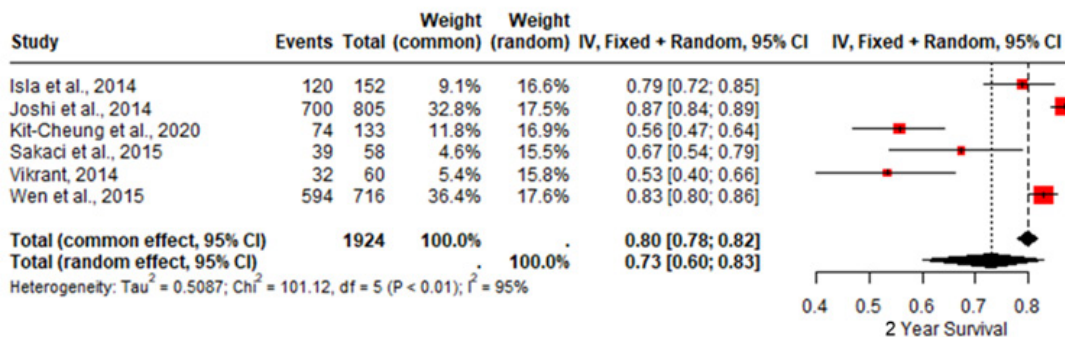 Weight Weight
Study Events Total (common) (random) IV, Fixed + Random, 95% CI IV, Fixed + Random, 95% CI
Isla et al., 2014 120 152 9.1% 16.6% 0.79 [0.72; 0.85]
Joshi et al., 2014 700 805 32.8% 17.5% 0.87 [0.84; 0.89]
Kit-Cheung et al., 2020 74 133 11.8% 16.9% 0.56 [0.47; 0.64]
Sakaci et al., 2015 39 58 4.6% 15.5% 0.67 [0.54; 0.79]
Vikrant, 2014 32 60 5.4% 15.8% 0.53 [0.40; 0.66]
Wen et al., 2015 594 716 36.4% 17.6% 0.83 [0.80; 0.86]
Total (common effect, 95% CI) 1924 100.0% . 0.80 [0.78; 0.82]
Total (random effect, 95% CI) . 100.0% 0.73 [0.60; 0.83]
Heterogeneity: Tau² = 0.5087; Chi² = 101.12, df = 5 (P < 0.01); I² = 95%
0.4 0.5 0.6 0.7 0.8
2 Year Survival